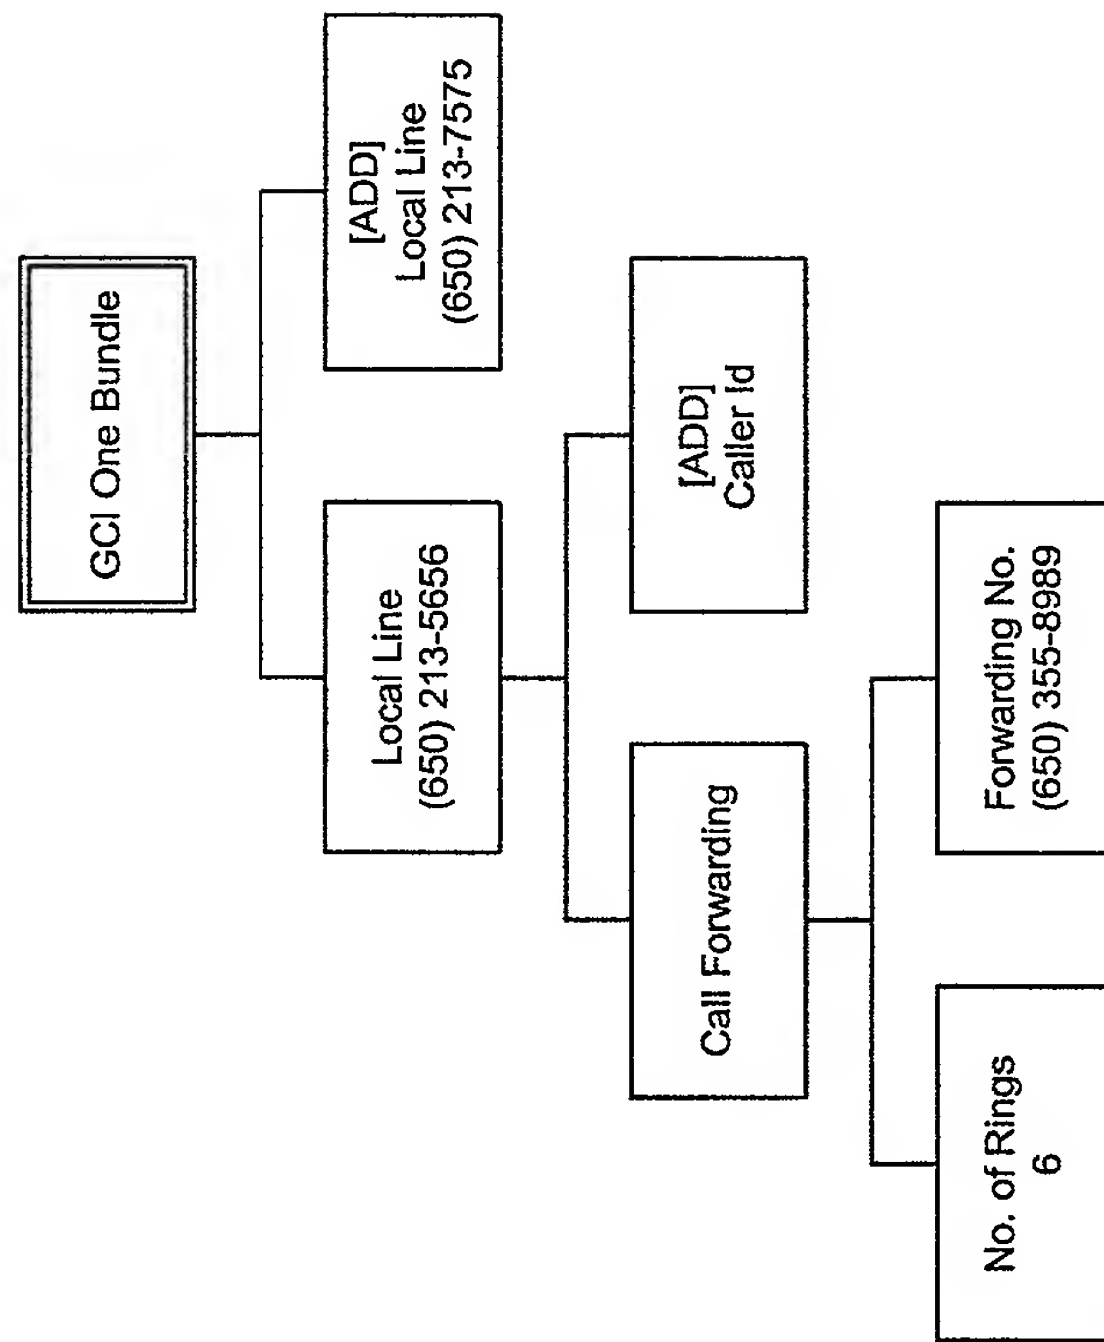 GCI One Bundle
Local Line
(650) 213-5656
[ADD]
Local Line
(650) 213-7575
Call Forwarding
[ADD]
Caller Id
No. of Rings
6
Forwarding No.
(650) 355-8989